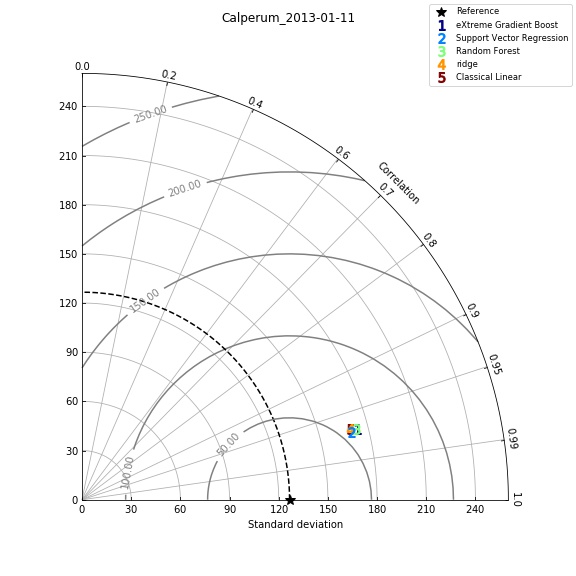 Calperum_2013-01-11
Reference
1 eXtreme Gradient Boost
2 Support Vector Regression
3 Random Forest
4 ridge
5 Classical Linear
0.0
0.2
0.4
0.6
Correlation
0.7
0.8
0.9
0.95
0.99
1.0
240
210
180
150
120
90
60
30
0
250.00
200.00
150.00
100.00
50.00
0 30 60 90 120 150 180 210 240
Standard deviation